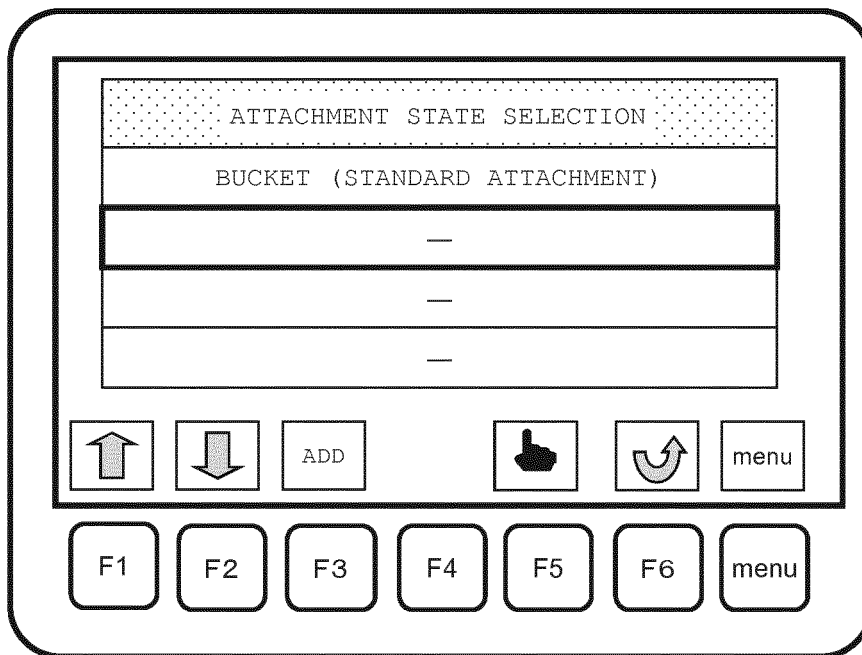 ATTACHMENT STATE SELECTION
BUCKET (STANDARD ATTACHMENT)
—
—
—
ADD menu
F1 F2 F3 F4 F5 F6 menu